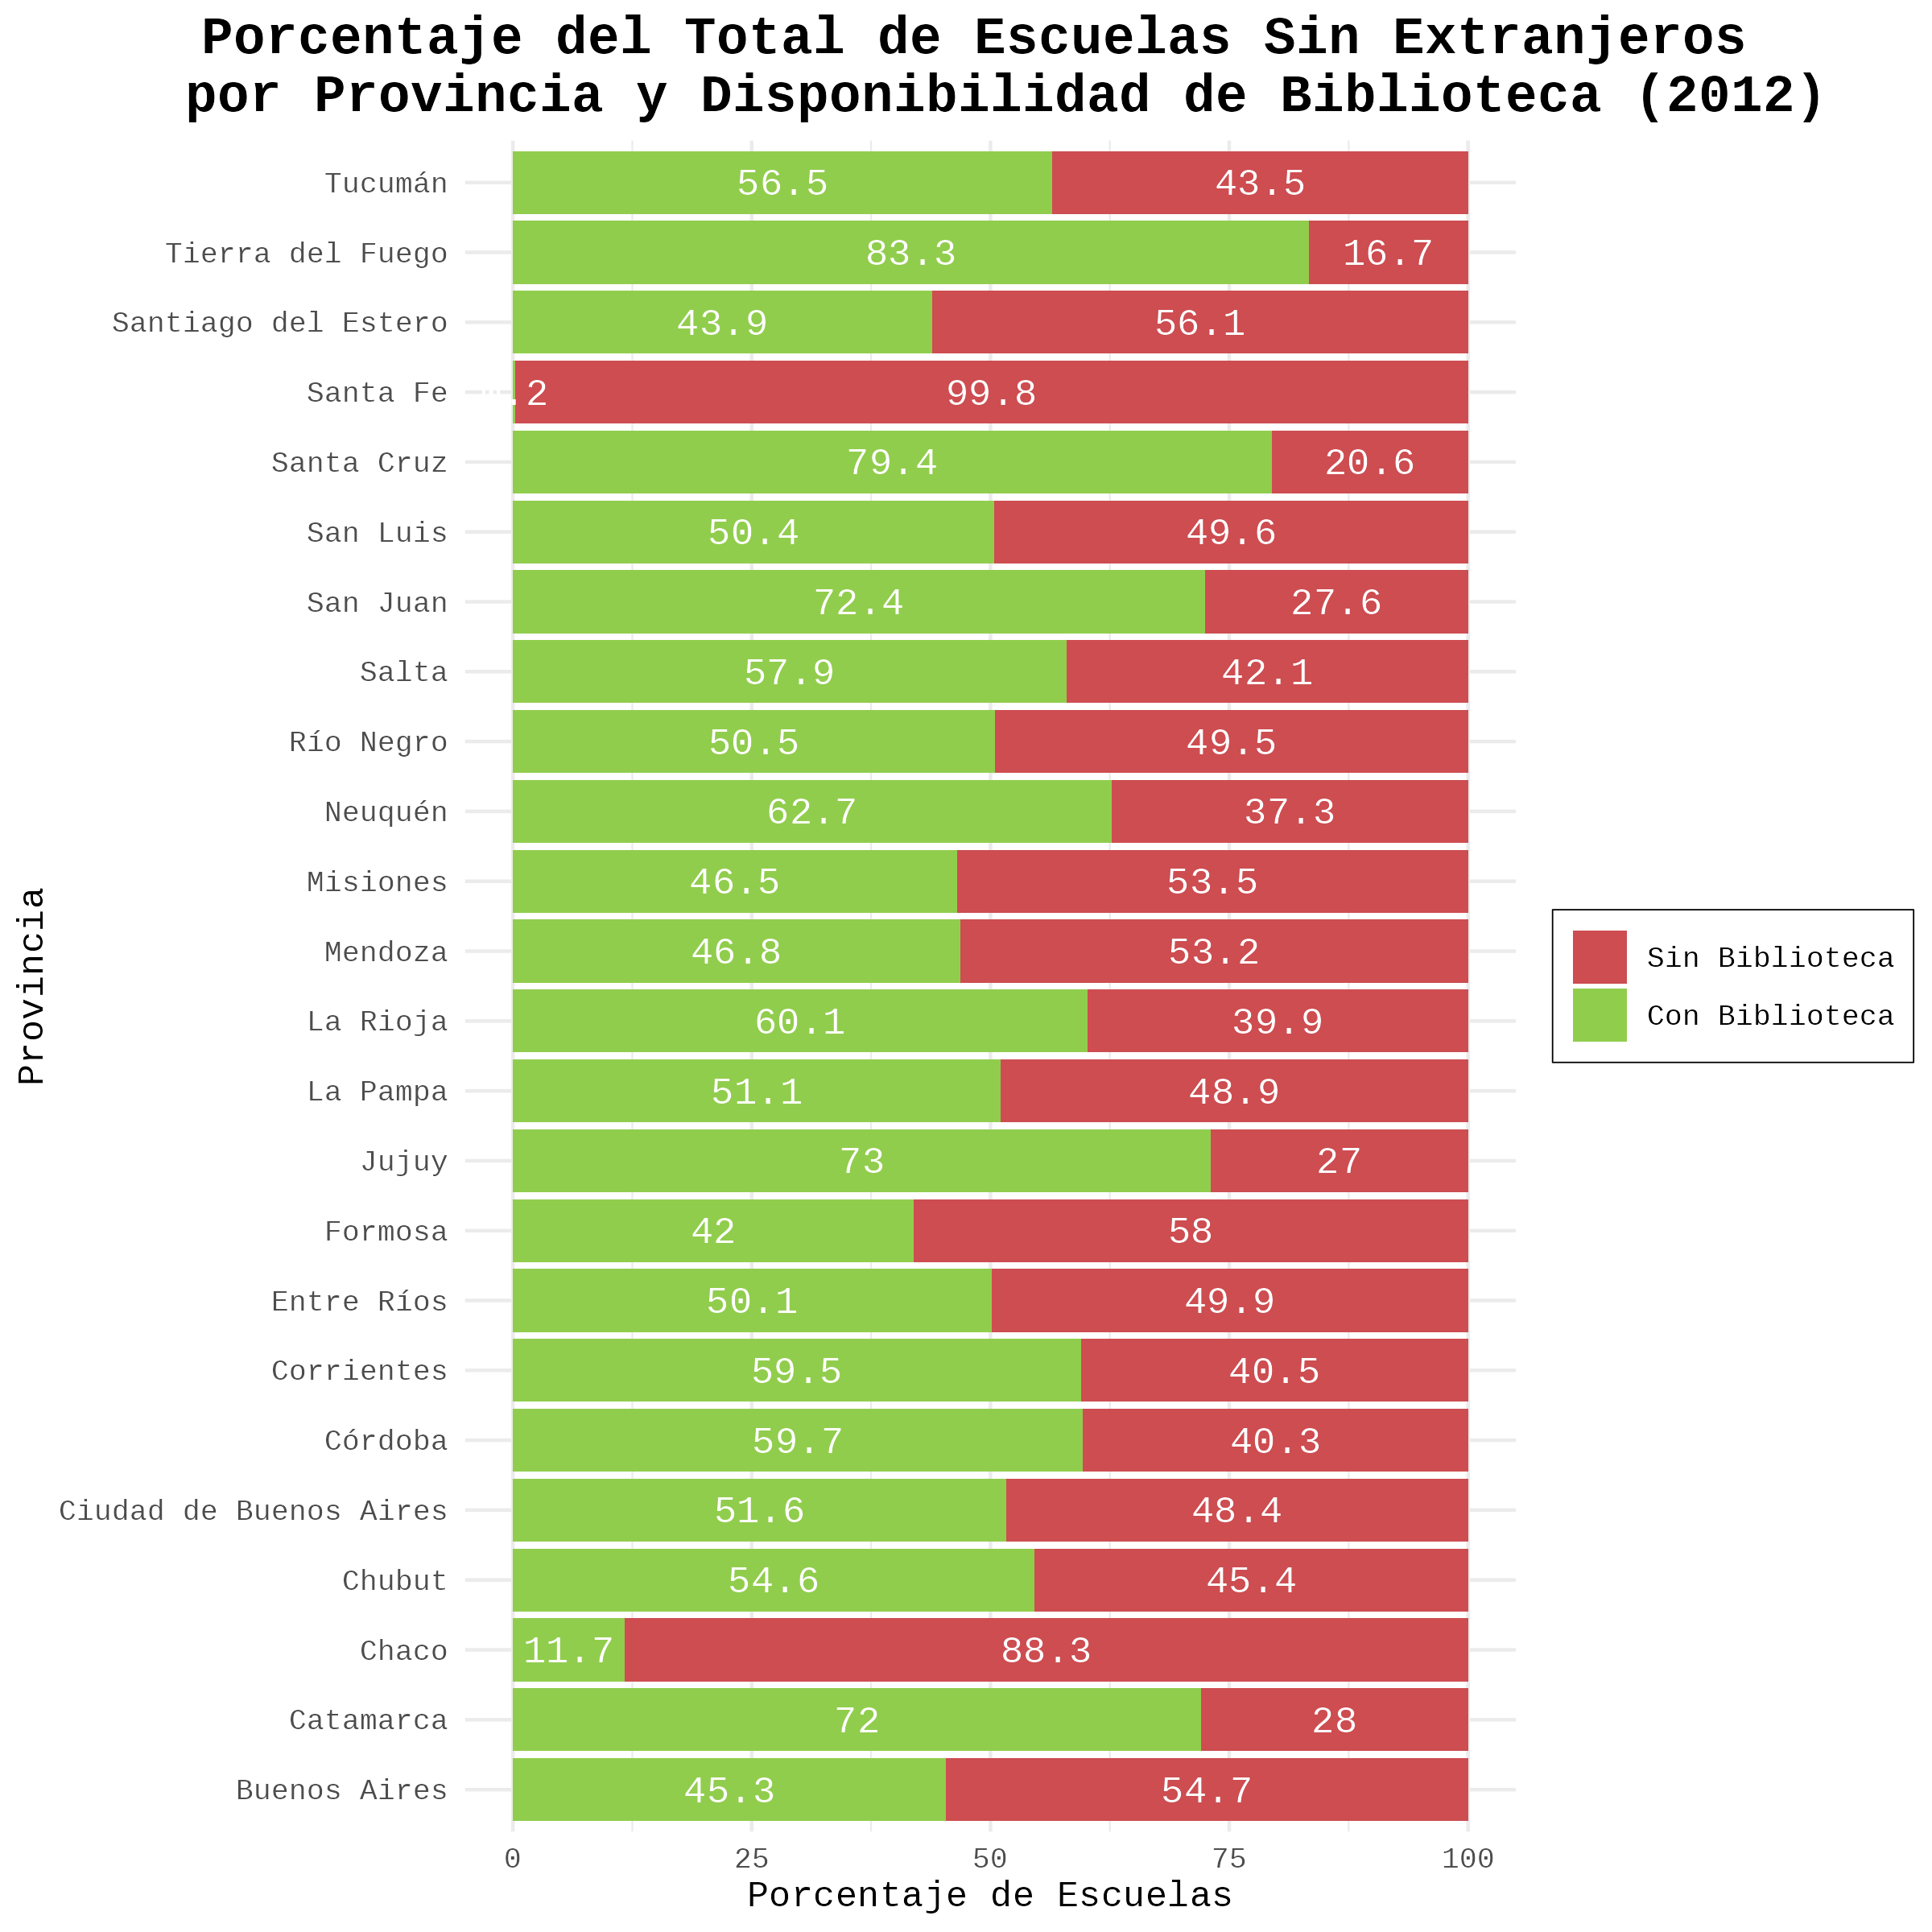 Porcentaje del Total de Escuelas Sin Extranjeros
por Provincia y Disponibilidad de Biblioteca (2012)
Provincia
Tucumán 56.5 43.5
Tierra del Fuego 83.3 16.7
Santiago del Estero 43.9 56.1
Santa Fe .2 99.8
Santa Cruz 79.4 20.6
San Luis 50.4 49.6
San Juan 72.4 27.6
Salta 57.9 42.1
Río Negro 50.5 49.5
Neuquén 62.7 37.3
Misiones 46.5 53.5
Mendoza 46.8 53.2
La Rioja 60.1 39.9
La Pampa 51.1 48.9
Jujuy 73 27
Formosa 42 58
Entre Ríos 50.1 49.9
Corrientes 59.5 40.5
Córdoba 59.7 40.3
Ciudad de Buenos Aires 51.6 48.4
Chubut 54.6 45.4
Chaco 11.7 88.3
Catamarca 72 28
Buenos Aires 45.3 54.7
0 25 50 75 100
Porcentaje de Escuelas
Sin Biblioteca
Con Biblioteca